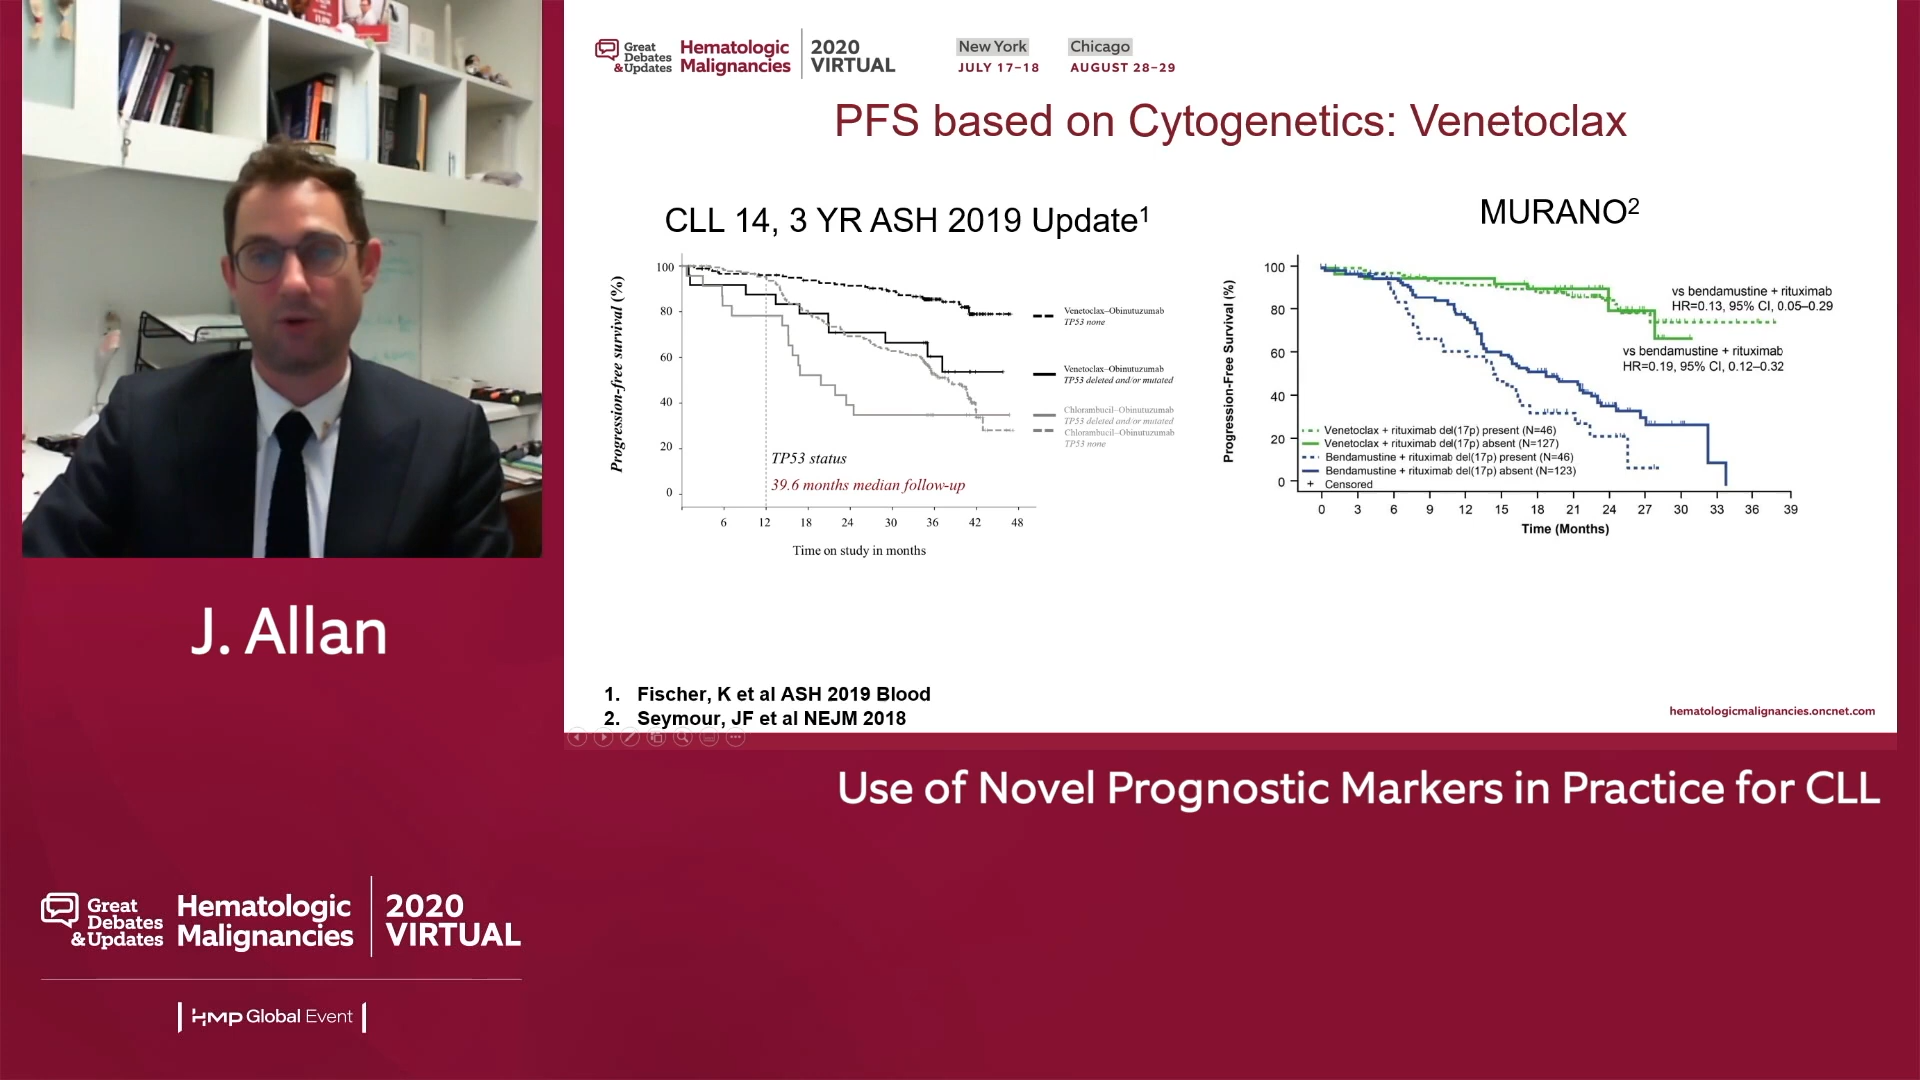 Great
Debates
&Updates
Hematologic
Malignancies
2020
VIRTUAL
New York
JULY 17–18
Chicago
AUGUST 28–29
PFS based on Cytogenetics: Venetoclax
CLL 14, 3 YR ASH 2019 Update1
Progression-free survival (%)
100
80
60
40
20
0
6 12 18 24 30 36 42 48
Time on study in months
TP53 status
39.6 months median follow-up
Venetoclax–Obinutuzumab
TP53 none
Venetoclax–Obinutuzumab
TP53 deleted and/or mutated
Chlorambucil–Obinutuzumab
TP53 deleted and/or mutated
Chlorambucil–Obinutuzumab
TP53 none
MURANO2
Progression-Free Survival (%)
100
80
60
40
20
0
vs bendamustine + rituximab
HR=0.13, 95% CI, 0.05–0.29
vs bendamustine + rituximab
HR=0.19, 95% CI, 0.12–0.32
Venetoclax + rituximab del(17p) present (N=46)
Venetoclax + rituximab del(17p) absent (N=127)
Bendamustine + rituximab del(17p) present (N=46)
Bendamustine + rituximab del(17p) absent (N=123)
+ Censored
0 3 6 9 12 15 18 21 24 27 30 33 36 39
Time (Months)
1. Fischer, K et al ASH 2019 Blood
2. Seymour, JF et al NEJM 2018
hematologicmalignancies.oncnet.com
J. Allan
Use of Novel Prognostic Markers in Practice for CLL
Great
Debates
&Updates
Hematologic
Malignancies
2020
VIRTUAL
HMP Global Event